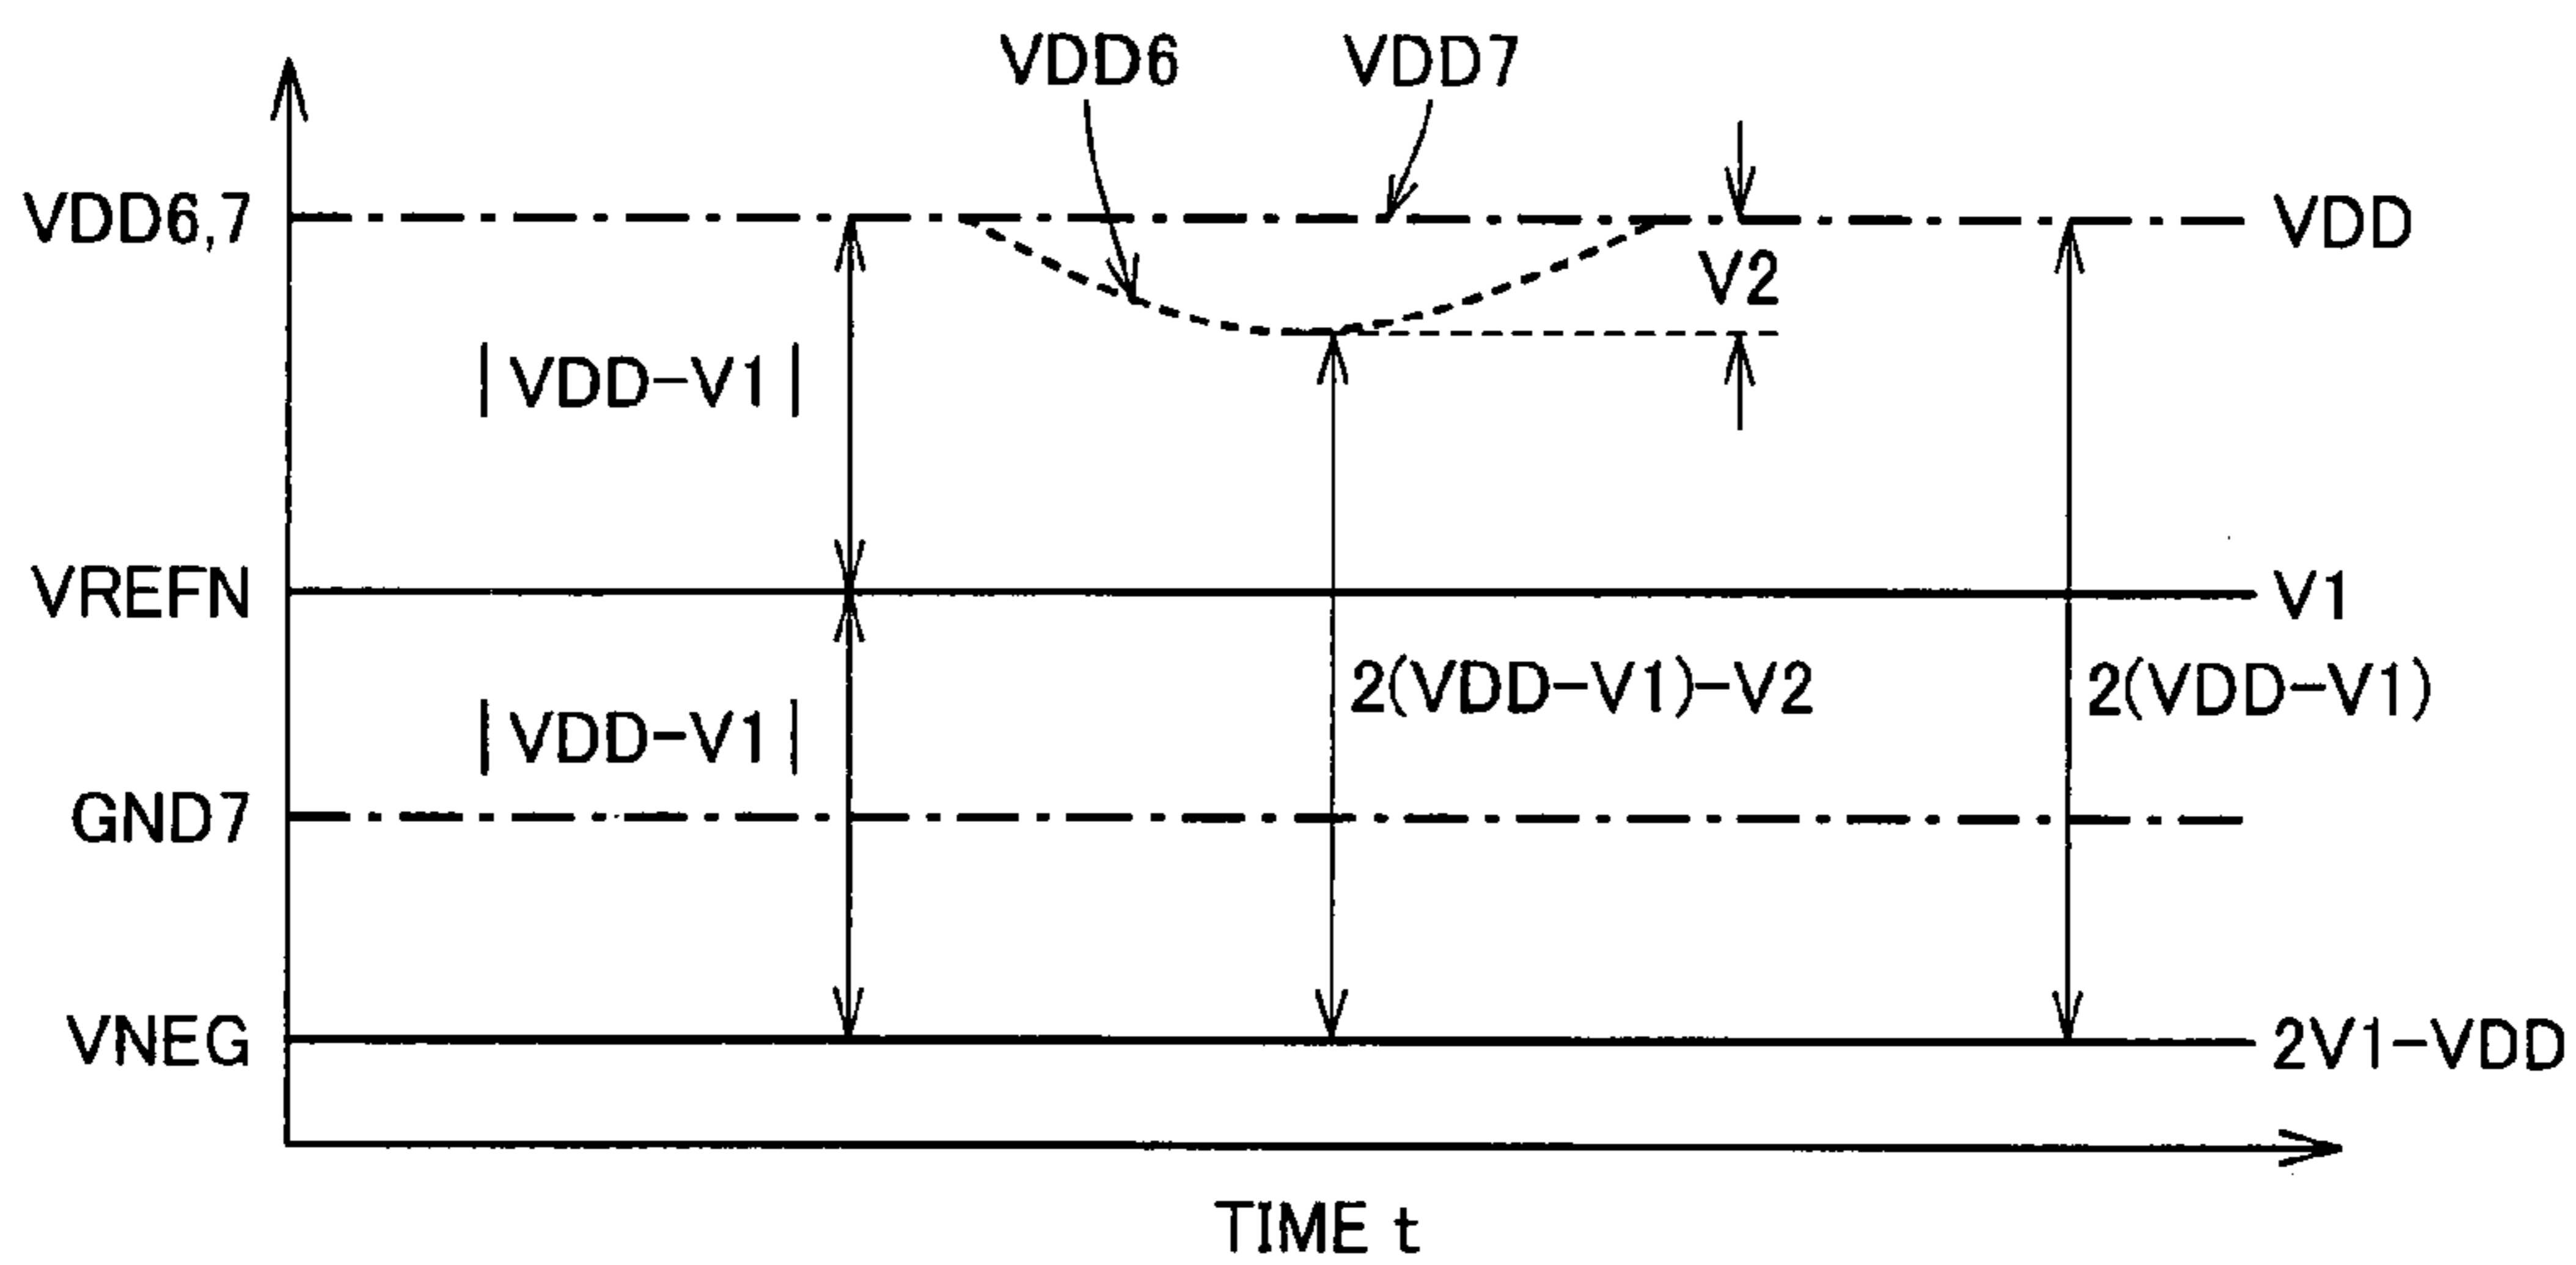 VDD6 VDD7
VDD6,7 VDD
V2
|VDD-V1|
VREFN V1
2(VDD-V1)-V2 2(VDD-V1)
|VDD-V1|
GND7
VNEG 2V1-VDD
TIME t